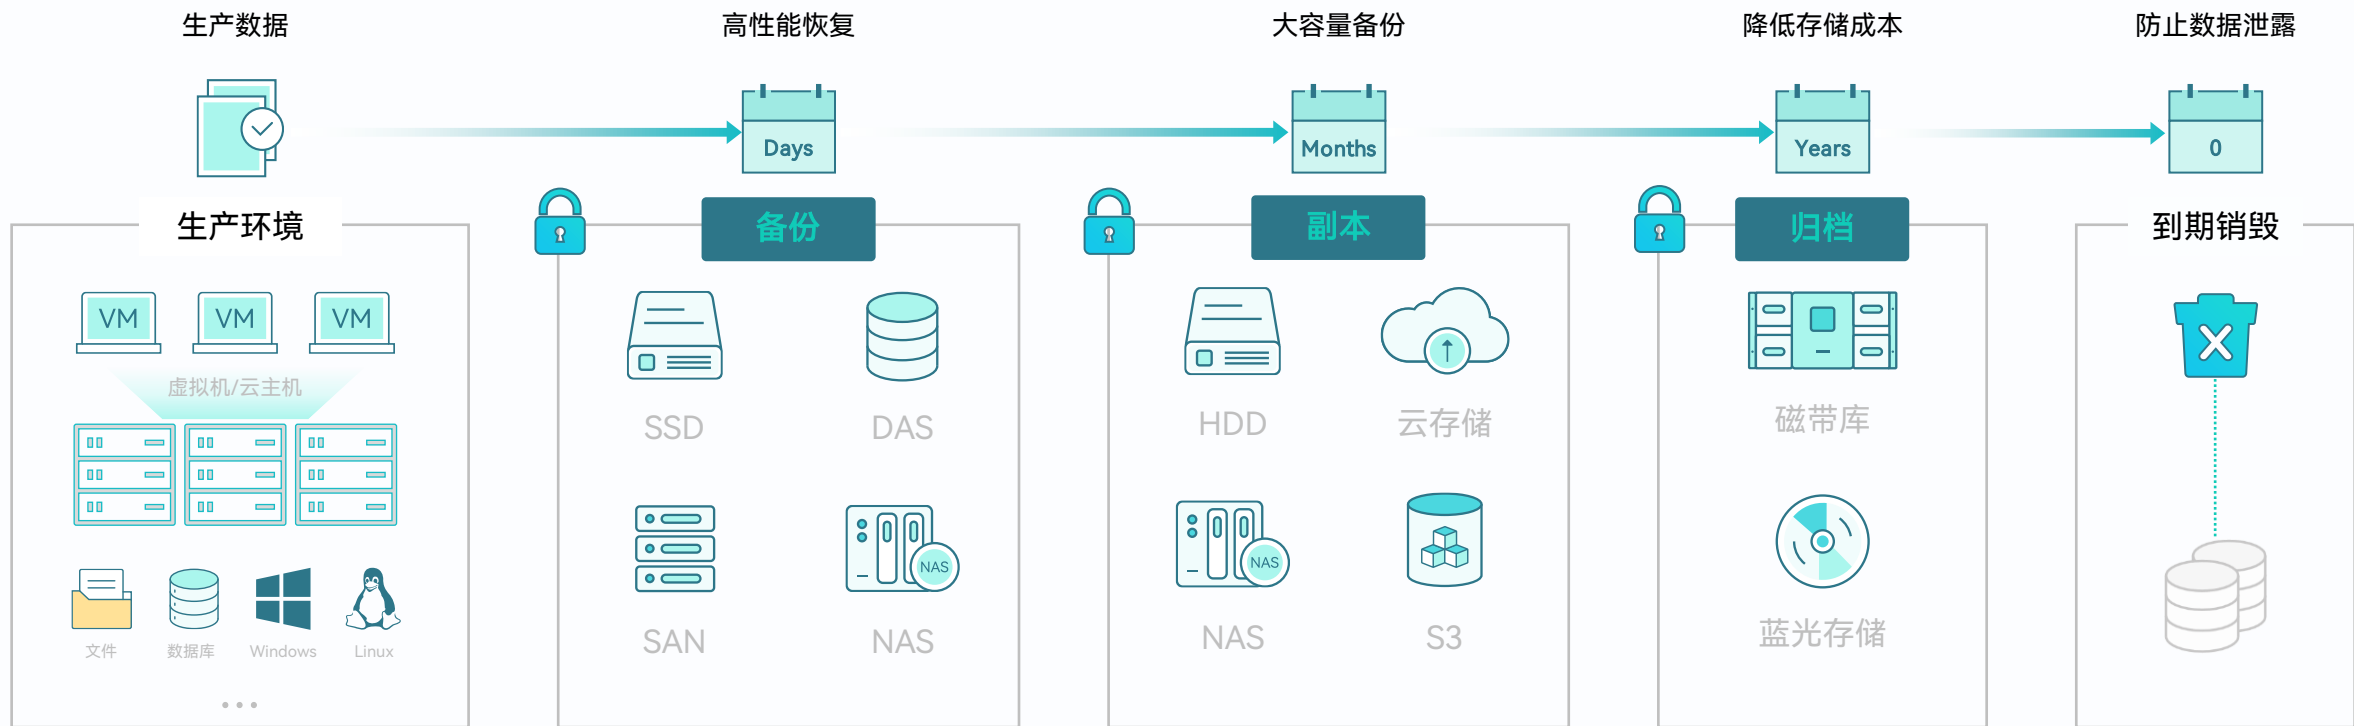 生产数据
高性能恢复
大容量备份
降低存储成本
防止数据泄露
Days
Months
Years
0
生产环境
备份
副本
归档
到期销毁
VM
VM
VM
虚拟机/云主机
SSD
DAS
HDD
云存储
磁带库
NAS
NAS
文件
数据库
Windows
Linux
SAN
NAS
NAS
S3
蓝光存储